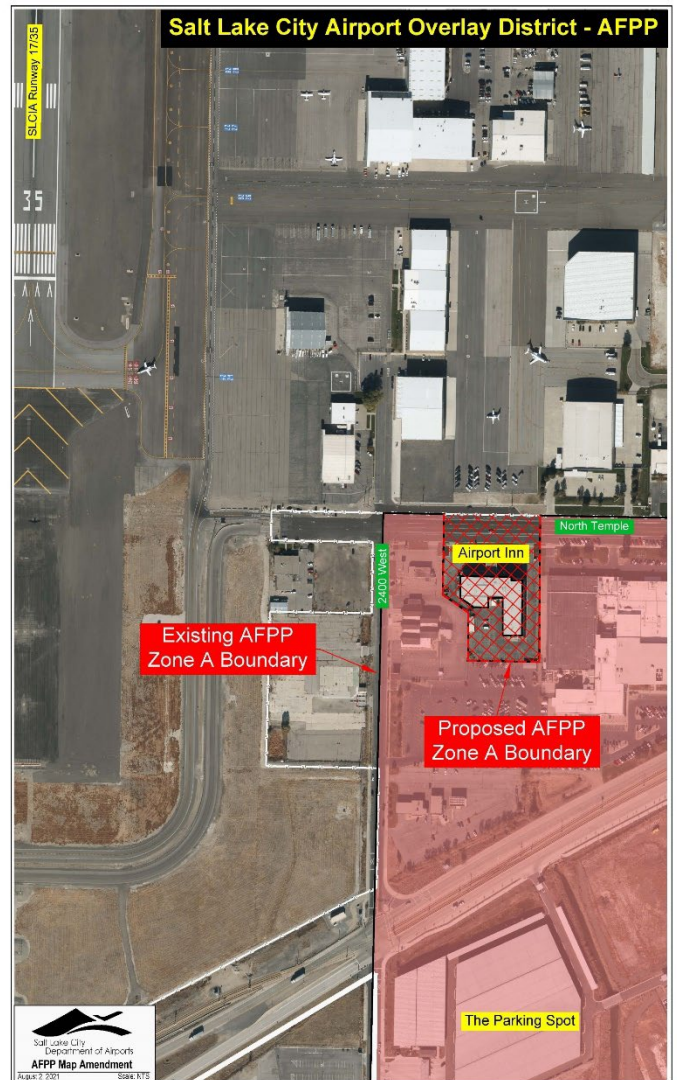 Salt Lake City Airport Overlay District - AFPP
SLCIA Runway 17/35
35
North Temple
Airport Inn
2400 West
Existing AFPP
Zone A Boundary
Proposed AFPP
Zone A Boundary
The Parking Spot
Salt Lake City
Department of Airports
AFPP Map Amendment
August 2, 2021
Scale: NTS